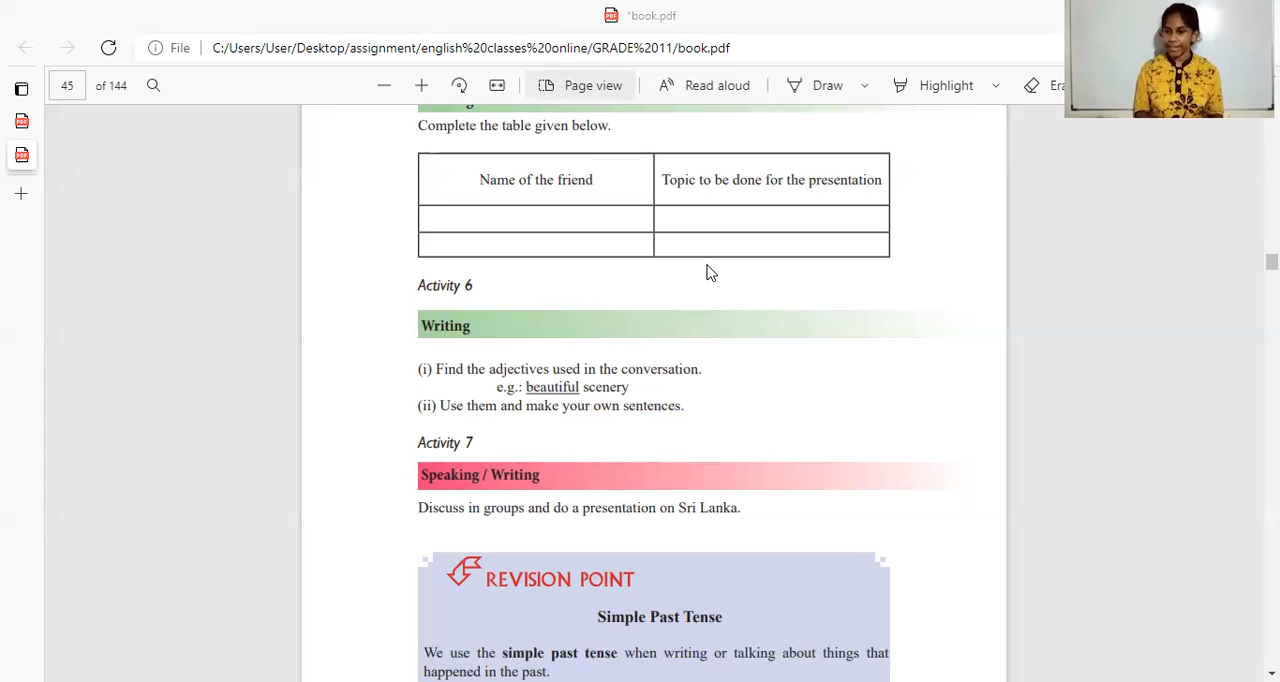 *book.pdf
File C:/Users/User/Desktop/assignment/english%20classes%20online/GRADE%2011/book.pdf
45 of 144 Page view Read aloud Draw Highlight
Complete the table given below.
Name of the friend Topic to be done for the presentation
Activity 6
Writing
(i) Find the adjectives used in the conversation.
e.g.: beautiful scenery
(ii) Use them and make your own sentences.
Activity 7
Speaking / Writing
Discuss in groups and do a presentation on Sri Lanka.
REVISION POINT
Simple Past Tense
We use the simple past tense when writing or talking about things that
happened in the past.